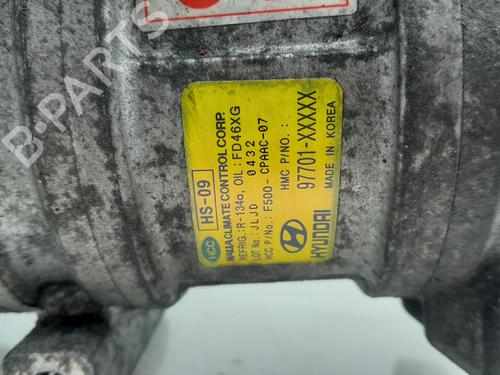 B-PARTS
HCC
HS-09
HALLA CLIMATE CONTROL CORP.
REFRIG.: R-134a, OIL: FD46XG
LOT No.: JLJD 0432
HCC P/No.: F500-CPAAC-07
HYUNDAI
HMC P/NO.:
97701-XXXXX
MADE IN KOREA